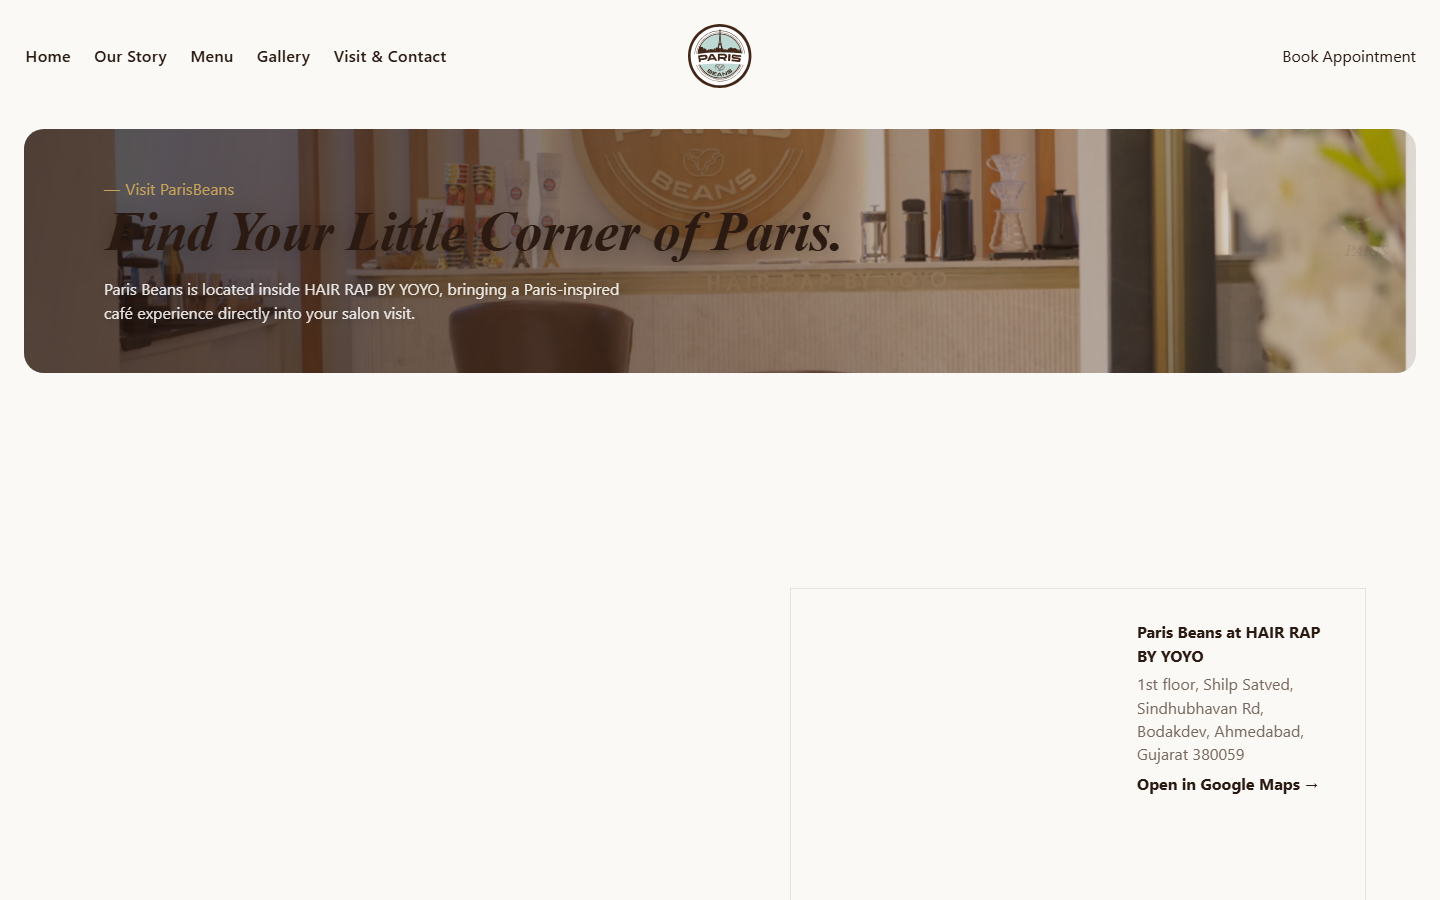 Home Our Story Menu Gallery Visit & Contact
PARIS
BEANS
Book Appointment
PARIS
BEANS
— Visit ParisBeans
Find Your Little Corner of Paris.
HAIR RAP BY YOYO
Paris Beans is located inside HAIR RAP BY YOYO, bringing a Paris-inspired
café experience directly into your salon visit.
Paris Beans at HAIR RAP
BY YOYO
1st floor, Shilp Satved,
Sindhubhavan Rd,
Bodakdev, Ahmedabad,
Gujarat 380059
Open in Google Maps →